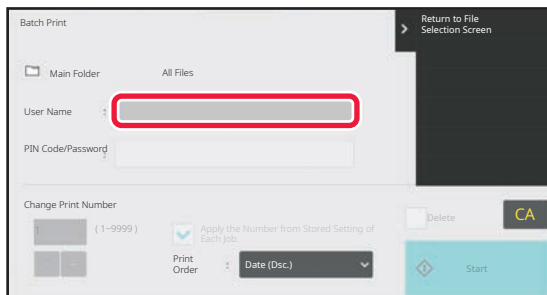 Batch Print
Return to File
Selection Screen
Main Folder All Files
User Name :
PIN Code/Password :
Change Print Number
1 (1~9999)
Apply the Number from Stored Setting of
Each Job.
Print
Order : Date (Dsc.)
Delete
CA
Start